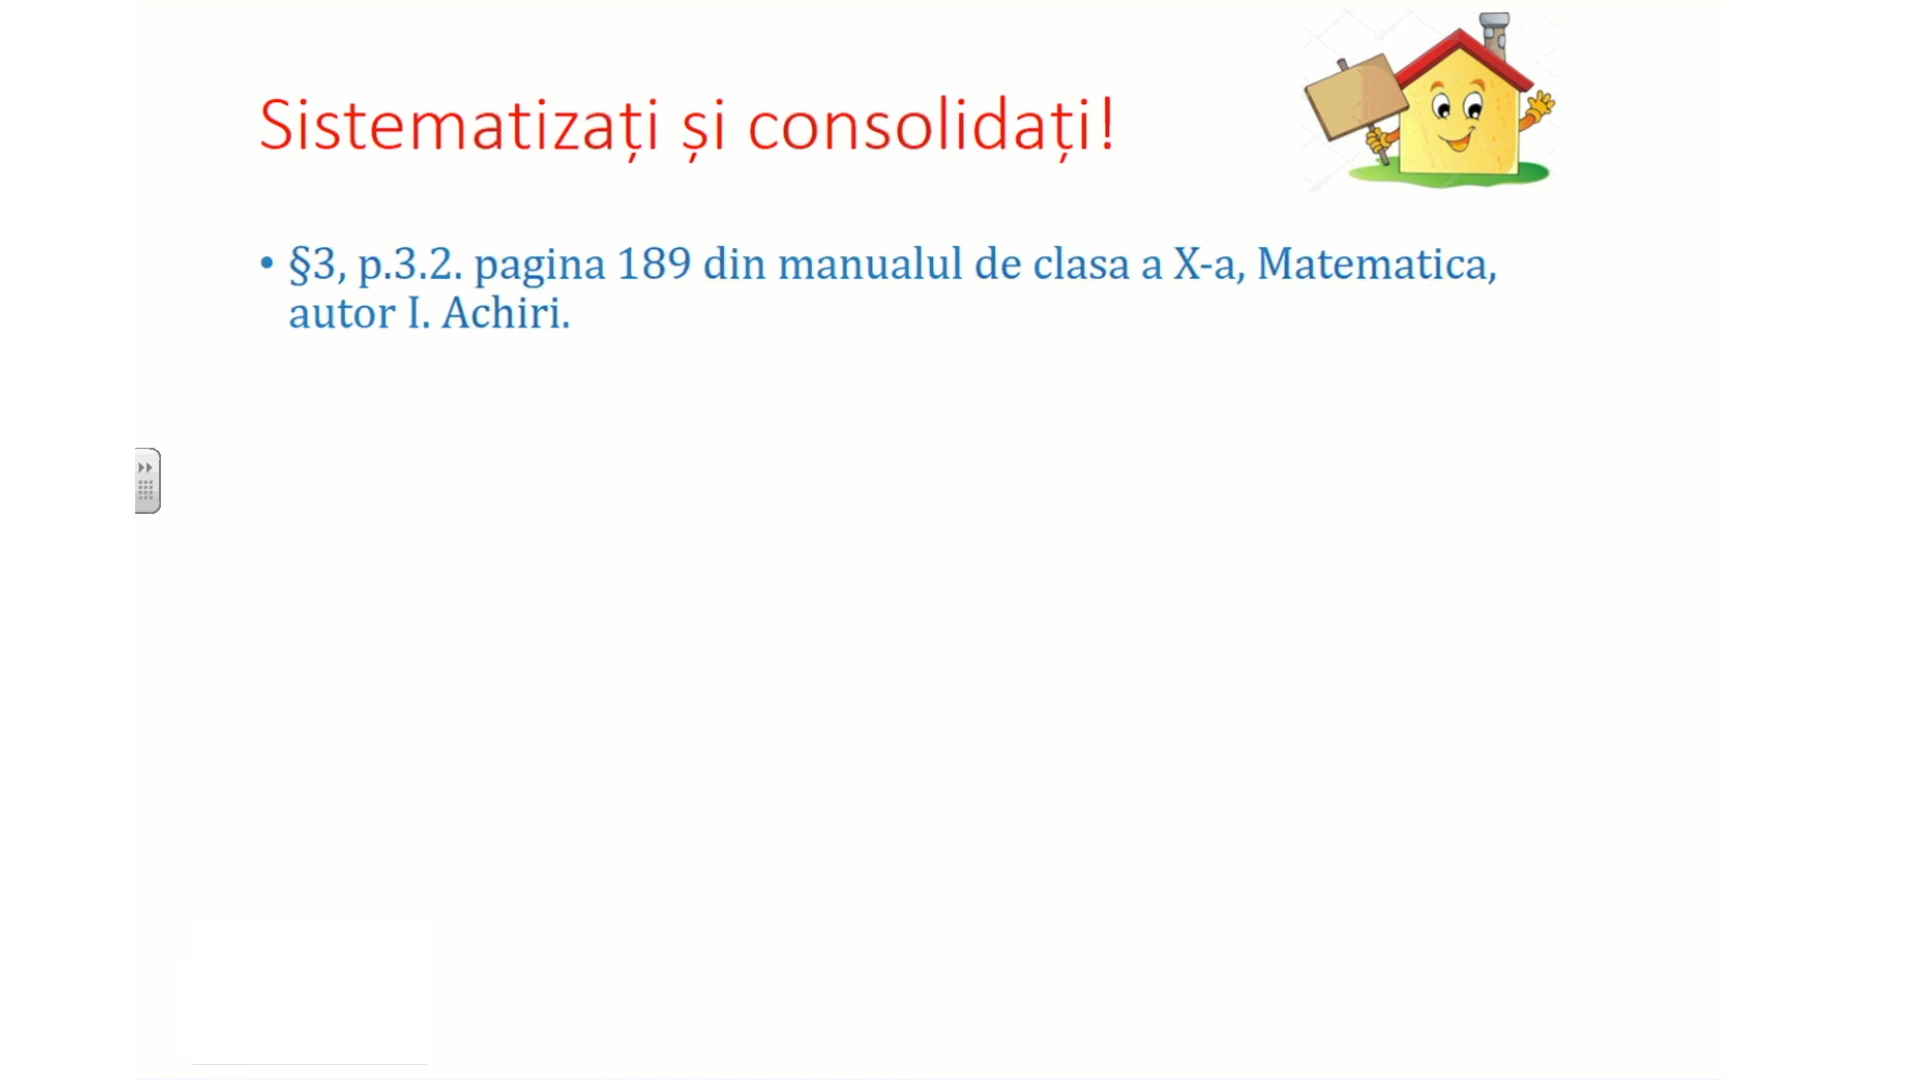 Sistematizați și consolidați!
• §3, p.3.2. pagina 189 din manualul de clasa a X-a, Matematica,
autor I. Achiri.